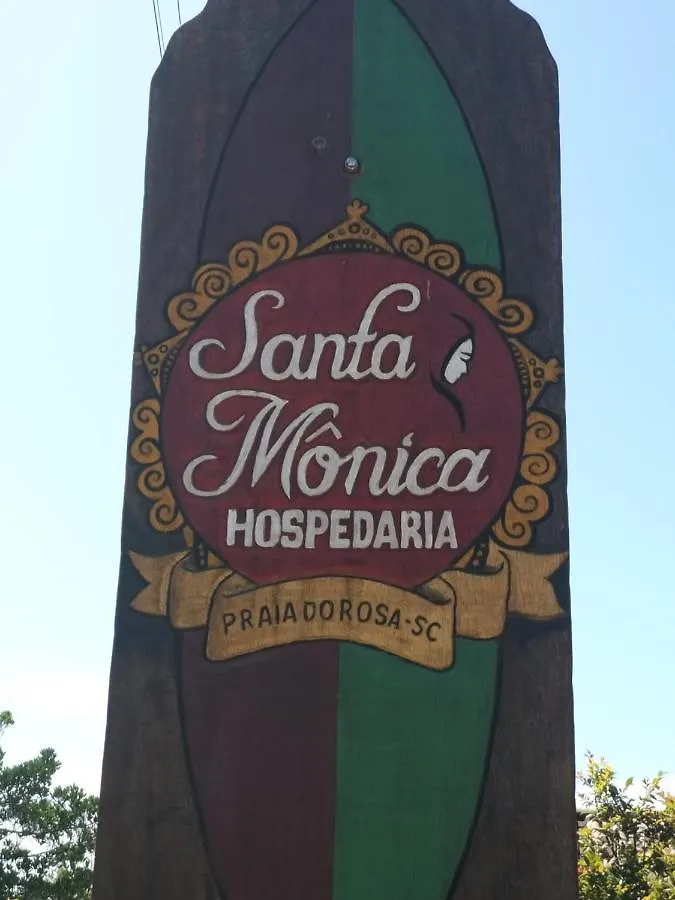 Santa
Mônica
HOSPEDARIA
PRAIA DO ROSA-SC